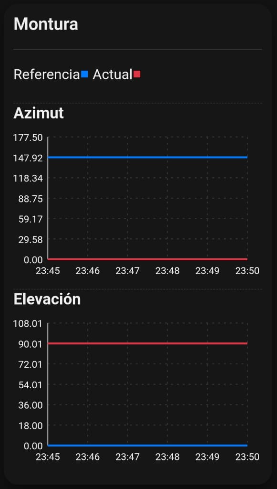 Montura
Referencia Actual
Azimut
177.50
147.92
118.34
88.75
59.17
29.58
0.00
23:45 23:46 23:47 23:48 23:49 23:50
Elevación
108.01
90.01
72.01
54.01
36.00
18.00
0.00
23:45 23:46 23:47 23:48 23:49 23:50